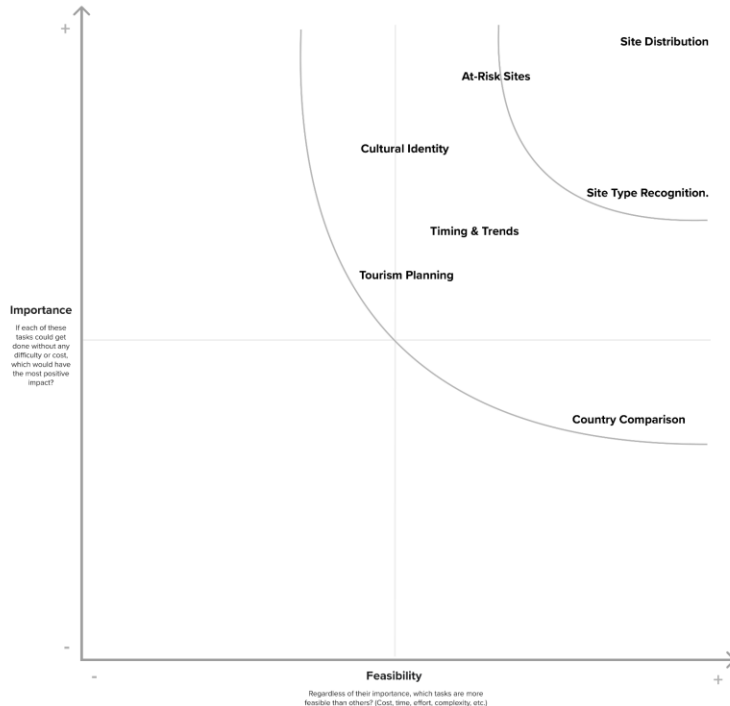 +
Site Distribution
At-Risk Sites
Cultural Identity
Site Type Recognition.
Timing & Trends
Tourism Planning
Importance
If each of these
tasks could get
done without any
difficulty or cost,
which would have
the most positive
impact?
Country Comparison
-
-
Feasibility
+
Regardless of their importance, which tasks are more
feasible than others? (Cost, time, effort, complexity, etc.)